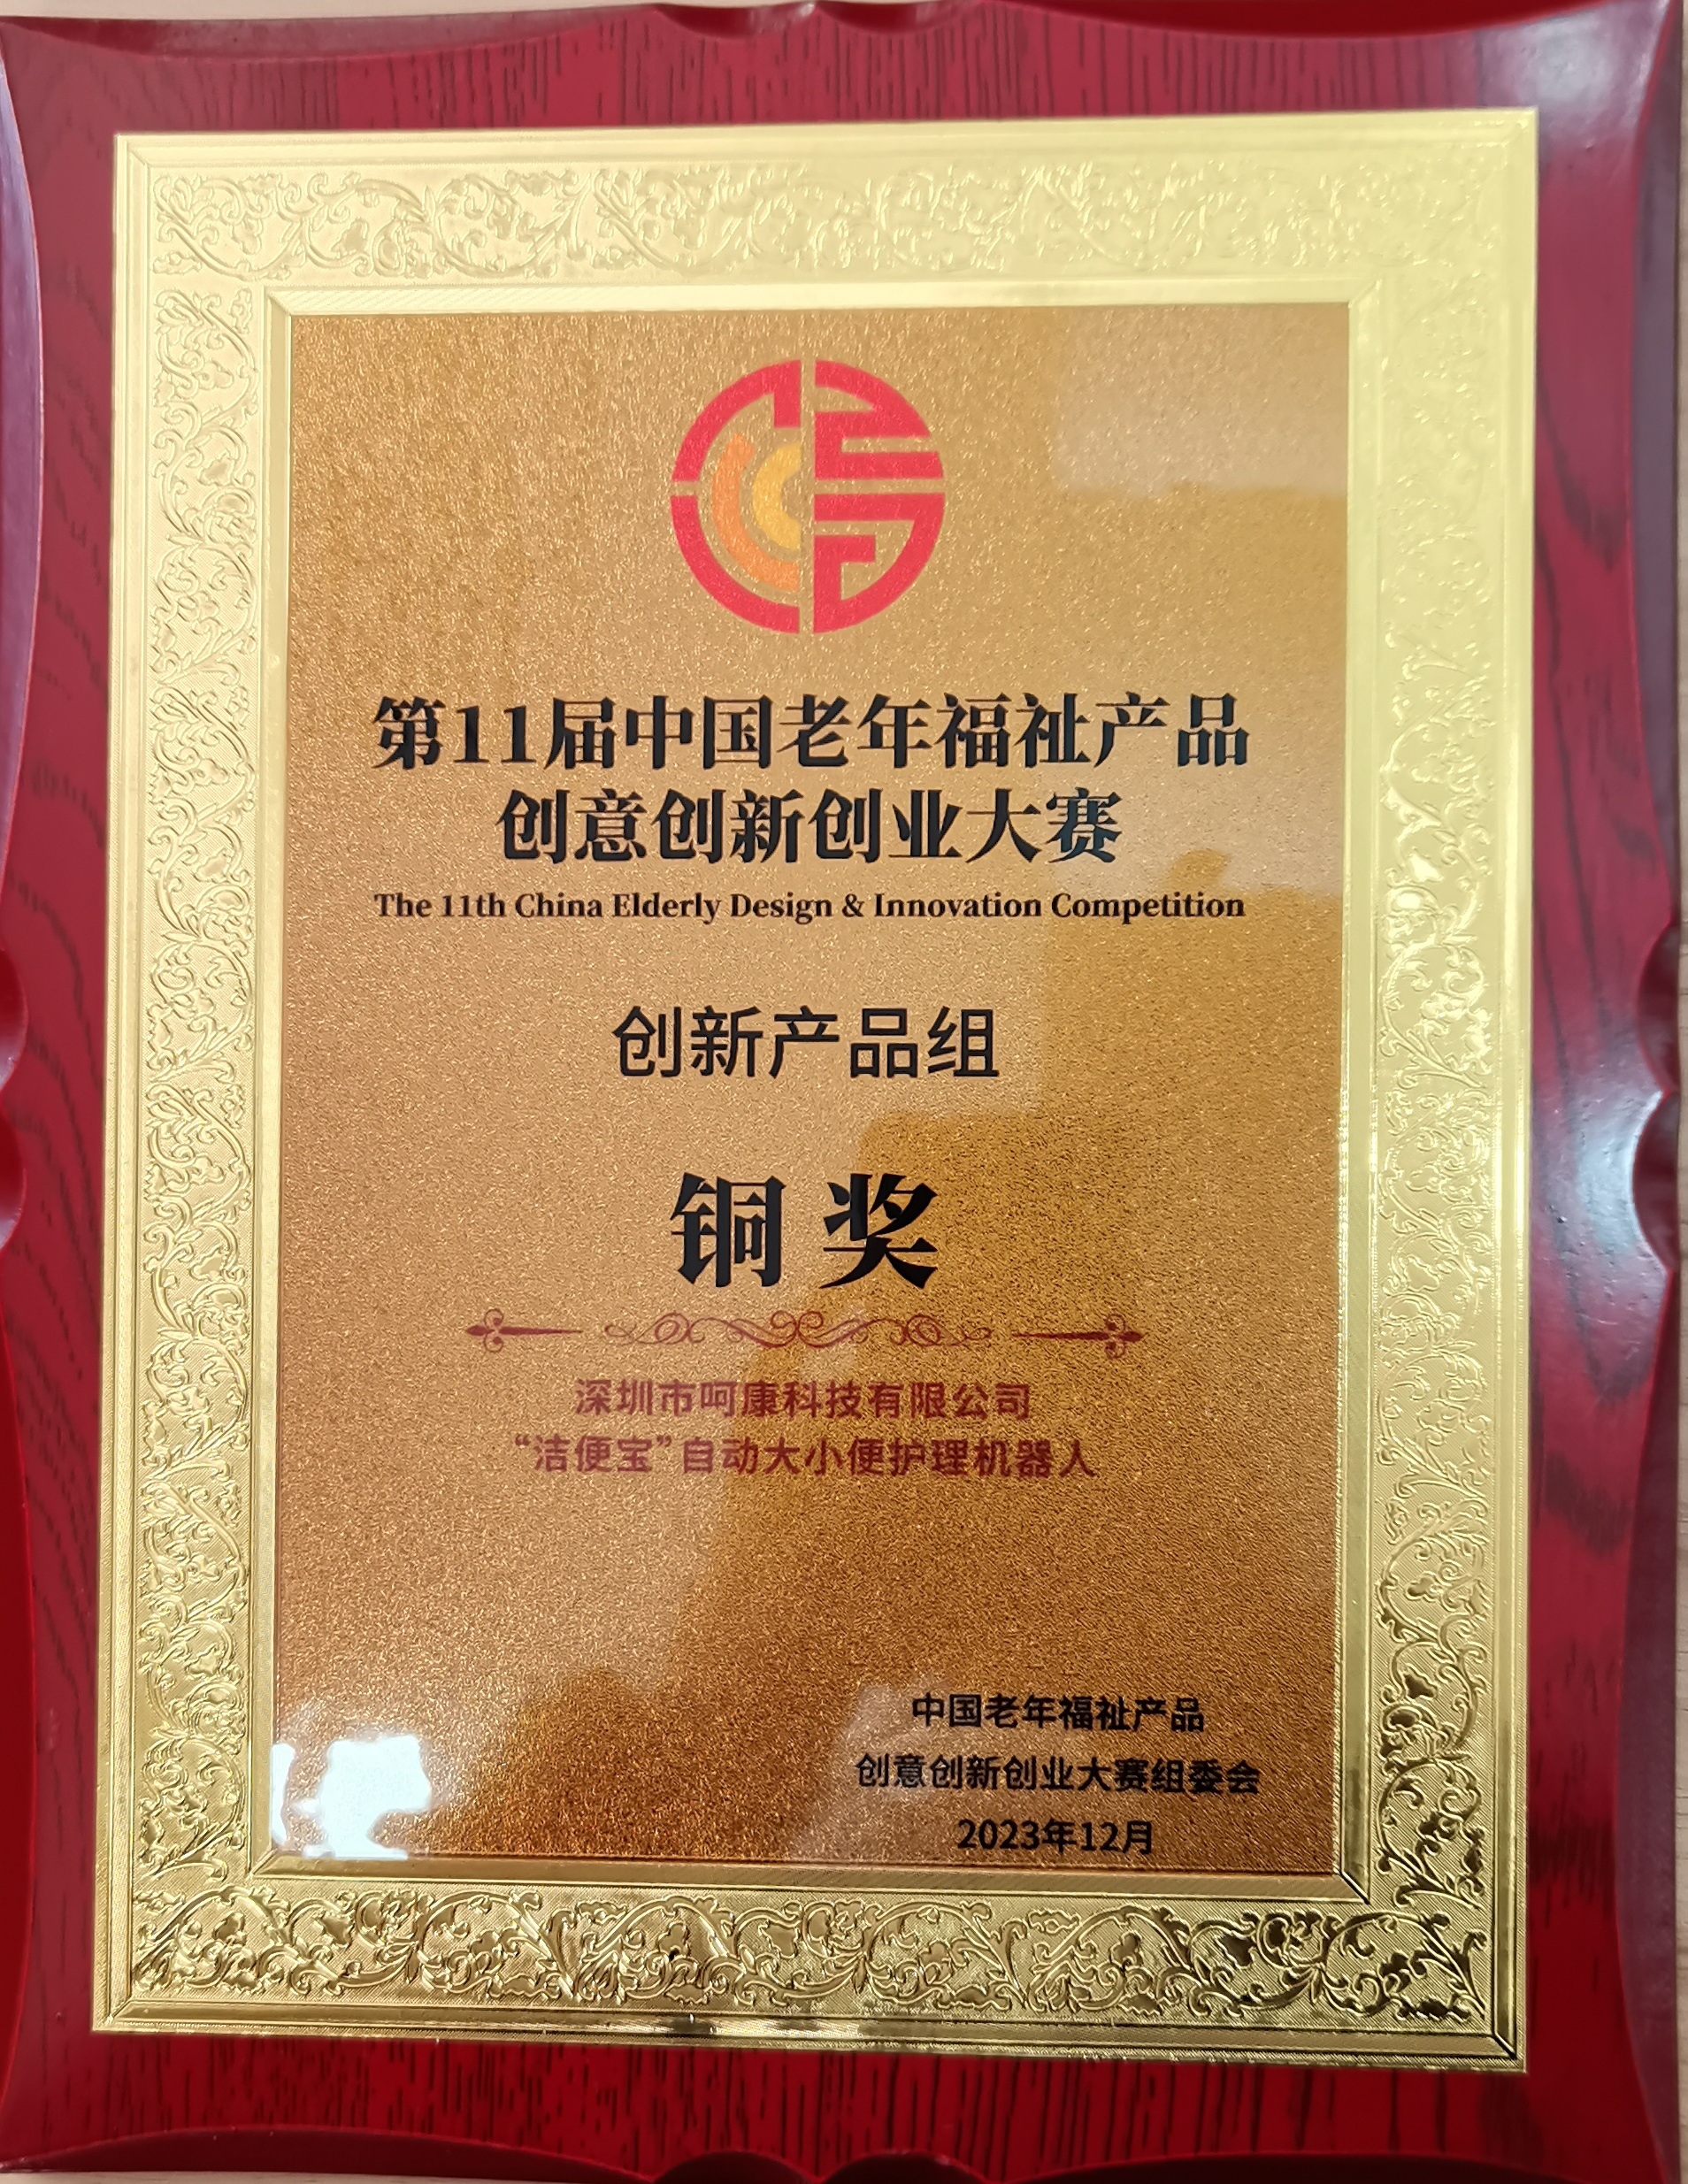 第11届中国老年福祉产品
创意创新创业大赛
The 11th China Elderly Design & Innovation Competition
创新产品组
铜奖
深圳市呵康科技有限公司
“洁便宝”自动大小便护理机器人
中国老年福祉产品
创意创新创业大赛组委会
2023年12月